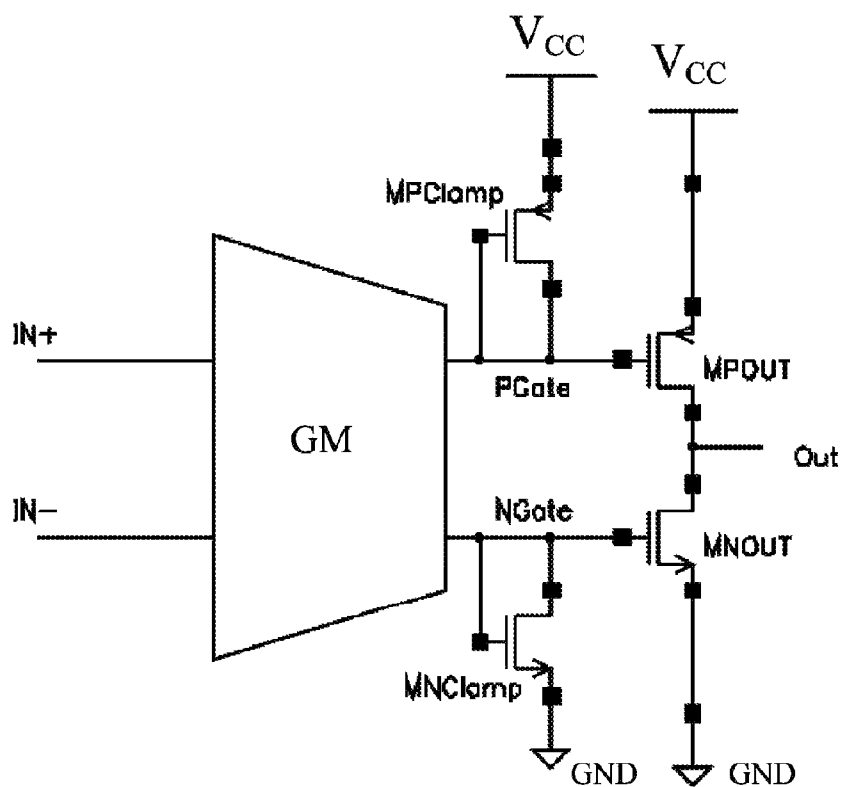 VCC
VCC
MPClamp
IN+
PGate
MPOUT
GM
Out
IN-
NGate
MNOUT
MNClamp
GND
GND